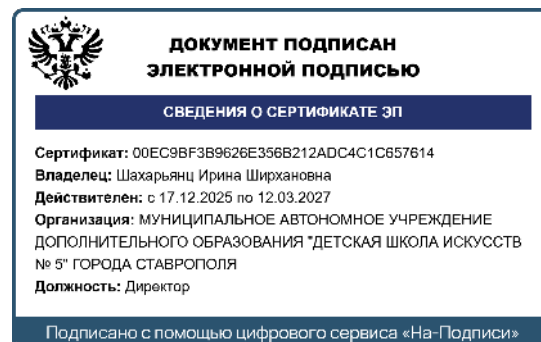 ДОКУМЕНТ ПОДПИСАН
ЭЛЕКТРОННОЙ ПОДПИСЬЮ
СВЕДЕНИЯ О СЕРТИФИКАТЕ ЭП
Сертификат: 00EC9BF3B9626E356B212ADC4C1C657614
Владелец: Шахарьянц Ирина Ширхановна
Действителен: с 17.12.2025 по 12.03.2027
Организация: МУНИЦИПАЛЬНОЕ АВТОНОМНОЕ УЧРЕЖДЕНИЕ
ДОПОЛНИТЕЛЬНОГО ОБРАЗОВАНИЯ "ДЕТСКАЯ ШКОЛА ИСКУССТВ
№ 5" ГОРОДА СТАВРОПОЛЯ
Должность: Директор
Подписано с помощью цифрового сервиса «На-Подписи»